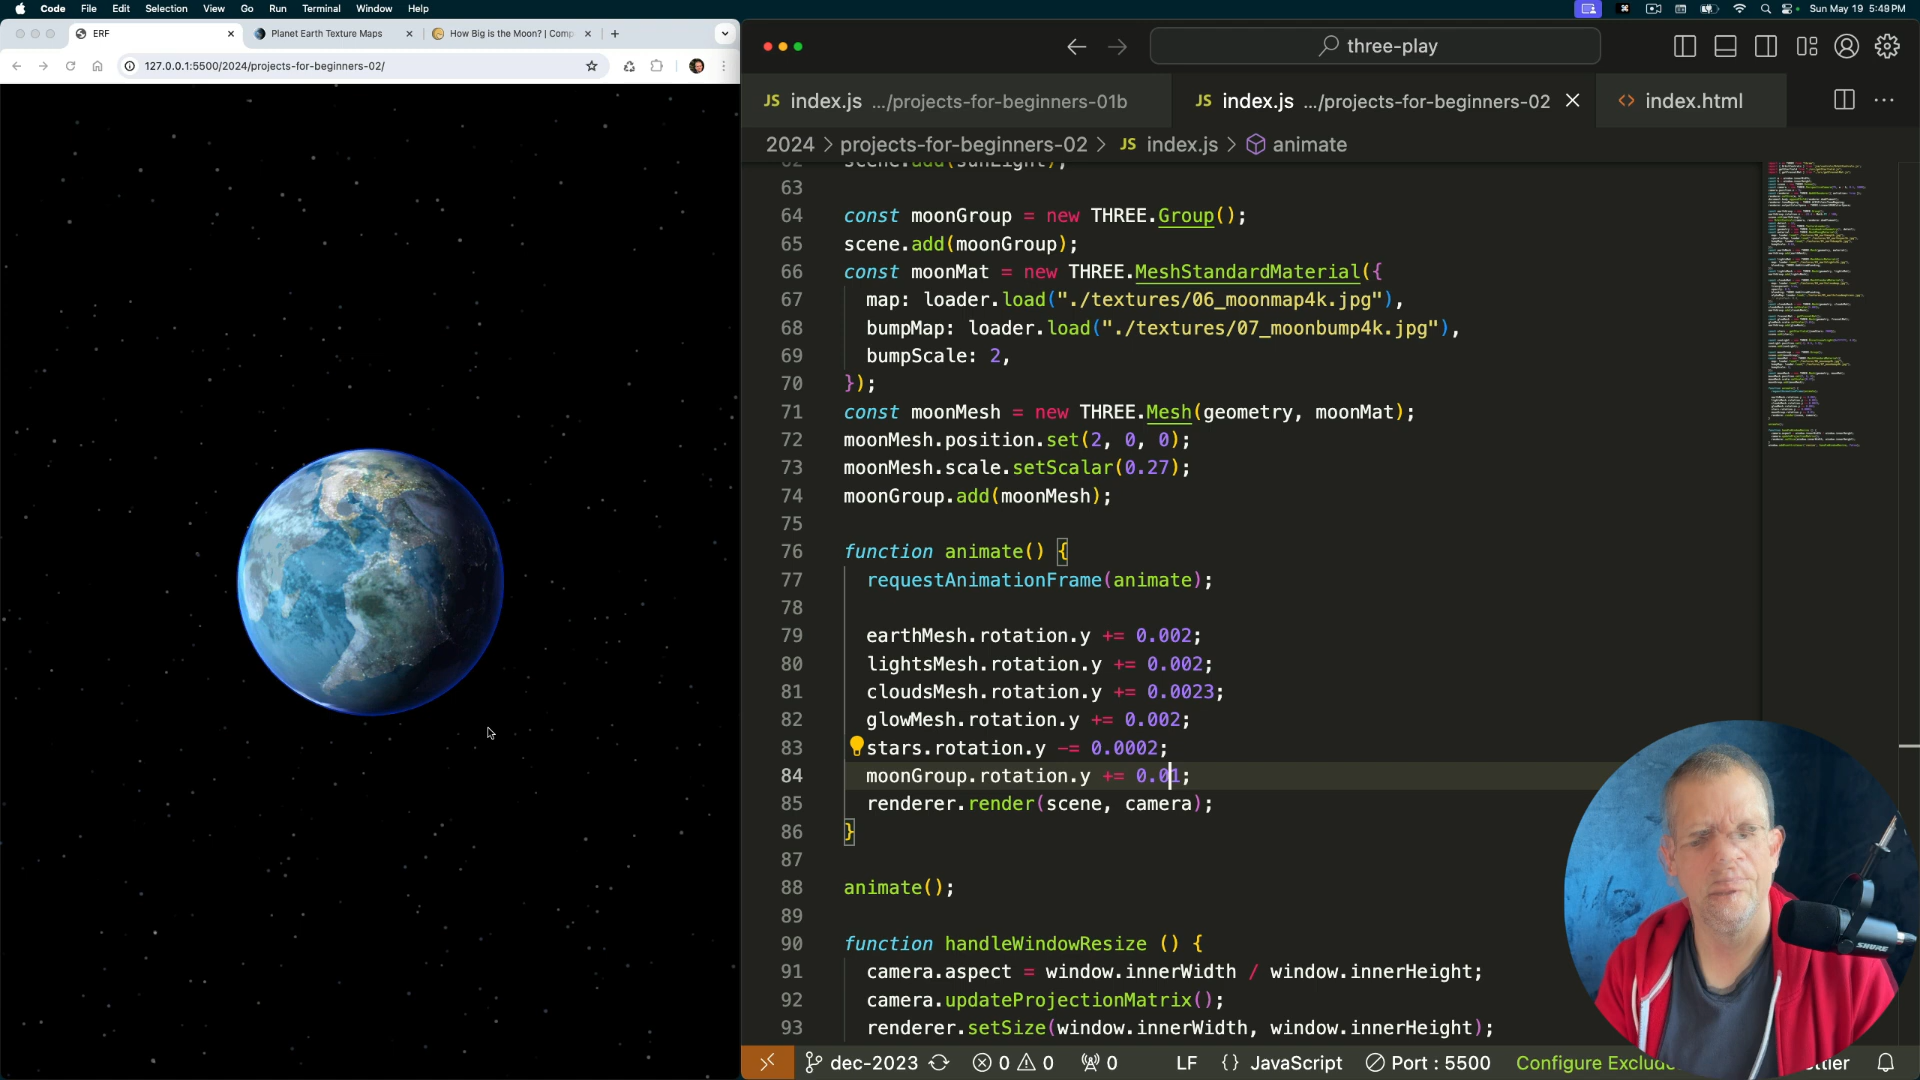 Code File Edit Selection View Go Run Terminal Window Help
Sun May 19 5:49 PM
ERF
Planet Earth Texture Maps
How Big is the Moon? | Comp
127.0.0.1:5500/2024/projects-for-beginners-02/
three-play
JS index.js .../projects-for-beginners-01b
JS index.js .../projects-for-beginners-02
index.html
2024 > projects-for-beginners-02 > JS index.js > animate
62 scene.add(sunLight);
63
64 const moonGroup = new THREE.Group();
65 scene.add(moonGroup);
66 const moonMat = new THREE.MeshStandardMaterial({
67 map: loader.load("./textures/06_moonmap4k.jpg"),
68 bumpMap: loader.load("./textures/07_moonbump4k.jpg"),
69 bumpScale: 2,
70 });
71 const moonMesh = new THREE.Mesh(geometry, moonMat);
72 moonMesh.position.set(2, 0, 0);
73 moonMesh.scale.setScalar(0.27);
74 moonGroup.add(moonMesh);
75
76 function animate() {
77 requestAnimationFrame(animate);
78
79 earthMesh.rotation.y += 0.002;
80 lightsMesh.rotation.y += 0.002;
81 cloudsMesh.rotation.y += 0.0023;
82 glowMesh.rotation.y += 0.002;
83 stars.rotation.y -= 0.0002;
84 moonGroup.rotation.y += 0.01;
85 renderer.render(scene, camera);
86 }
87
88 animate();
89
90 function handleWindowResize () {
91 camera.aspect = window.innerWidth / window.innerHeight;
92 camera.updateProjectionMatrix();
93 renderer.setSize(window.innerWidth, window.innerHeight);
SHURE
dec-2023 0 0 0 LF {} JavaScript Port : 5500 Configure Exclude ttier